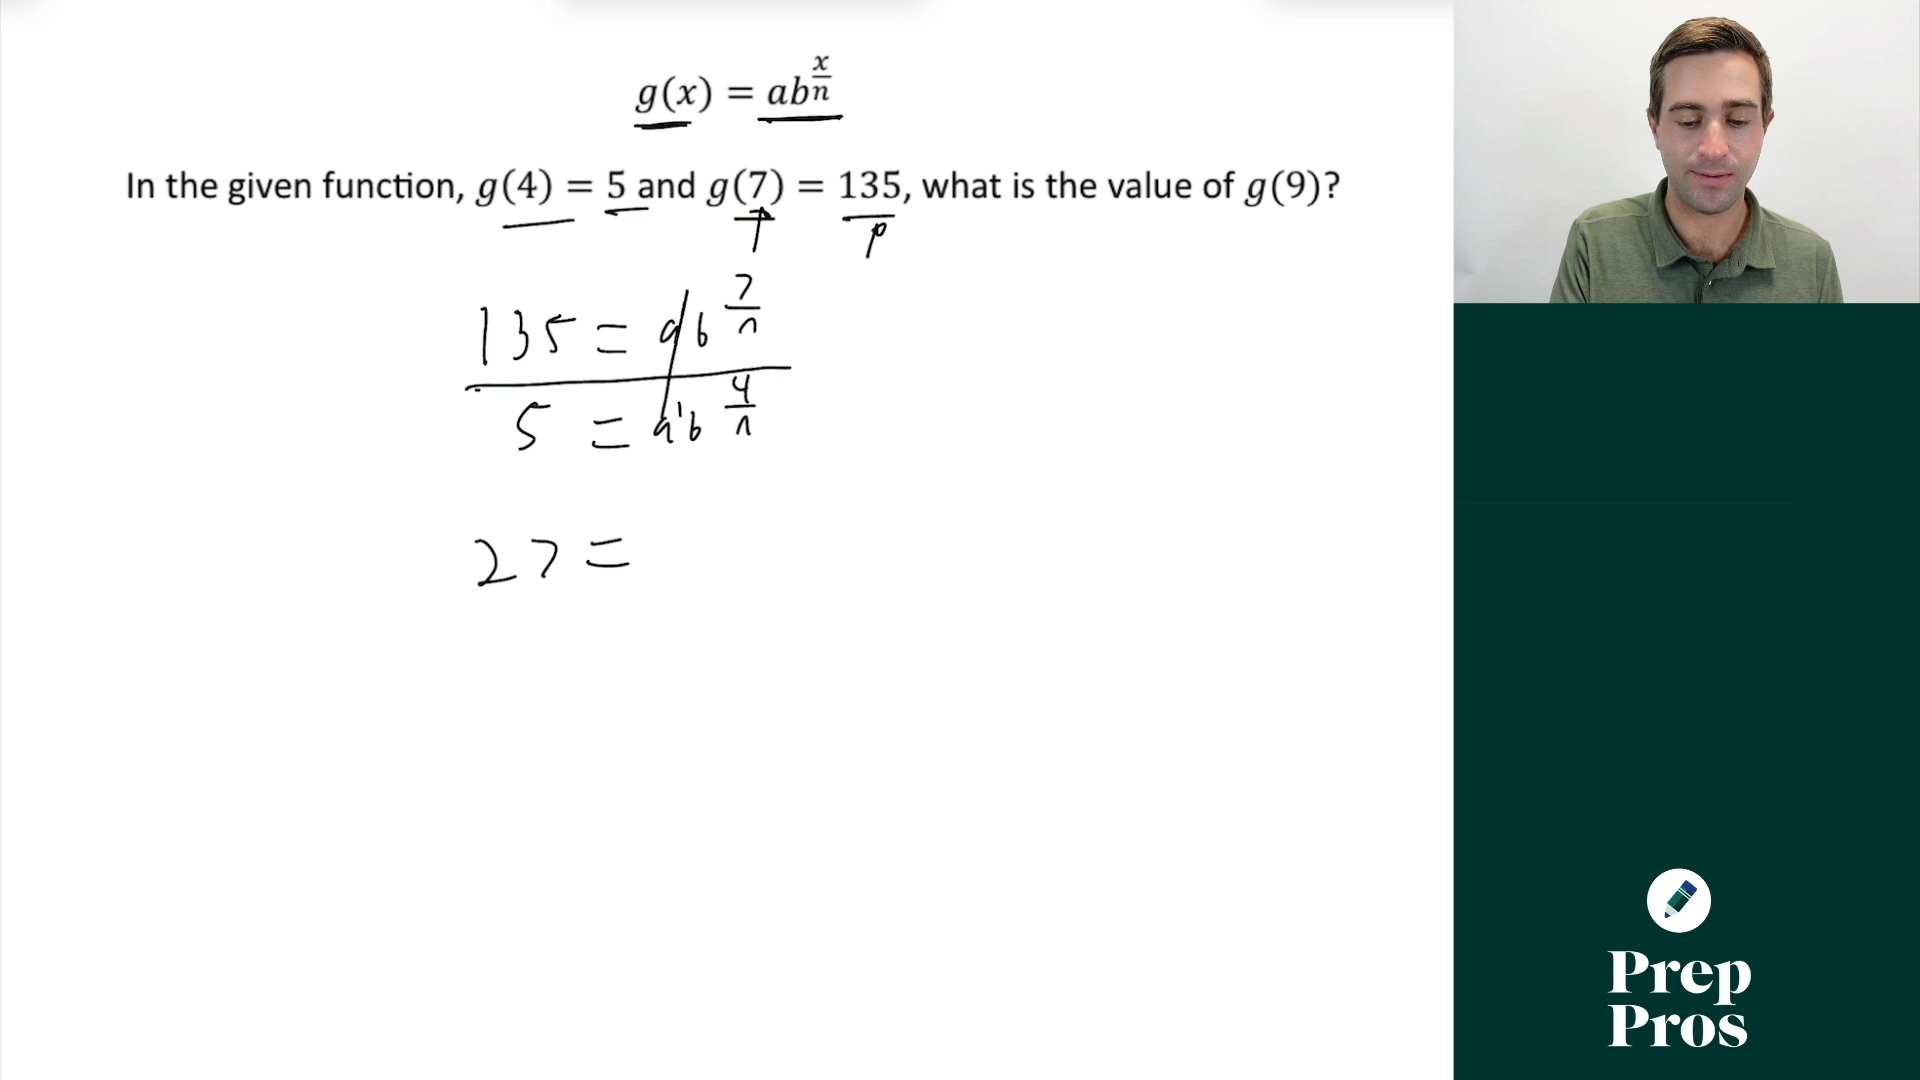 g(x) = ab^{x/n}
In the given function, g(4) = 5 and g(7) = 135, what is the value of g(9)?
135 = ab^{7/n}
5 = ab^{4/n}
27 =
Prep
Pros